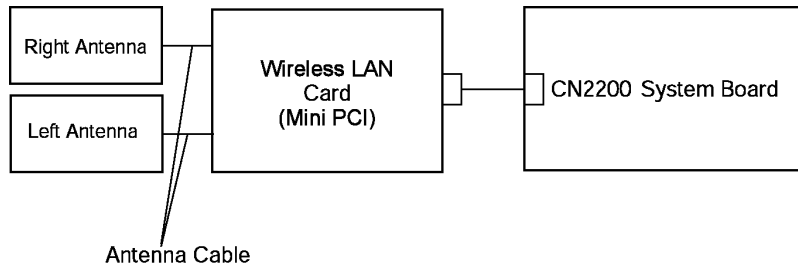 Right Antenna
Left Antenna
Wireless LAN
Card
(Mini PCI)
CN2200 System Board
Antenna Cable